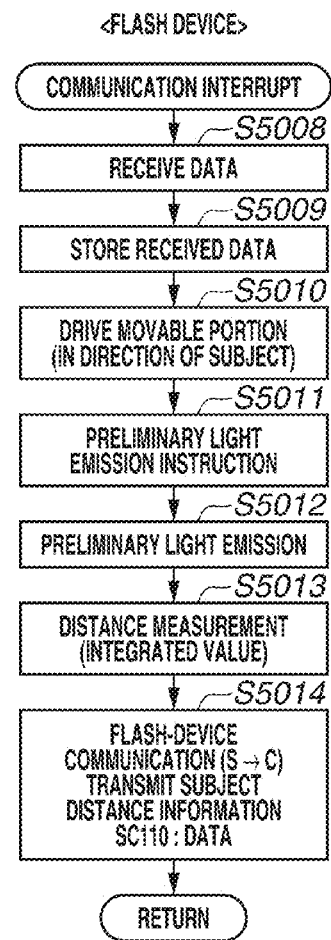 <FLASH DEVICE>
COMMUNICATION INTERRUPT
S5008
RECEIVE DATA
S5009
STORE RECEIVED DATA
S5010
DRIVE MOVABLE PORTION
(IN DIRECTION OF SUBJECT)
S5011
PRELIMINARY LIGHT
EMISSION INSTRUCTION
S5012
PRELIMINARY LIGHT EMISSION
S5013
DISTANCE MEASUREMENT
(INTEGRATED VALUE)
S5014
FLASH-DEVICE
COMMUNICATION (S → C)
TRANSMIT SUBJECT
DISTANCE INFORMATION
SC110 : DATA
RETURN